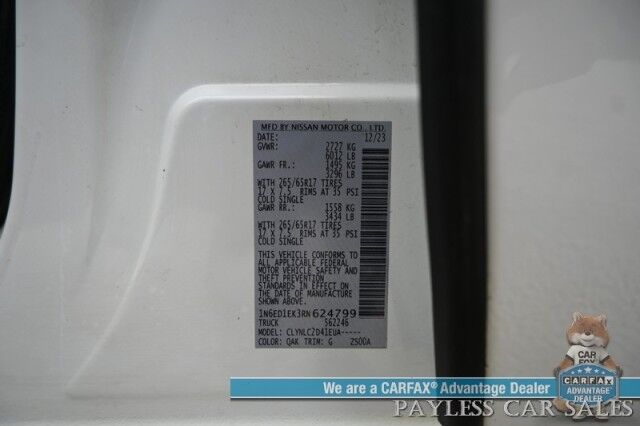 MFD BY NISSAN MOTOR CO., LTD.
DATE: 12/23
GVWR: 2727 KG
6012 LB
GAWR FR.: 1495 KG
3296 LB
WITH 265/65R17 TIRES
17 X 7.5 RIMS AT 35 PSI
COLD SINGLE
GAWR RR.: 1558 KG
3434 LB
WITH 265/65R17 TIRES
17 X 7.5 RIMS AT 35 PSI
COLD SINGLE
THIS VEHICLE CONFORMS TO
ALL APPLICABLE FEDERAL
MOTOR VEHICLE SAFETY AND
THEFT PREVENTION
STANDARDS IN EFFECT ON
THE DATE OF MANUFACTURE
SHOWN ABOVE.
1N6ED1EK3RN624799
TRUCK 562246
MODEL: CLYNLC2D41EUA-----
COLOR: QAK TRIM: G ZS00A
We are a CARFAX® Advantage Dealer
CAR
FOX
CARFAX
ADVANTAGE
DEALER
PAYLESS CAR SALES